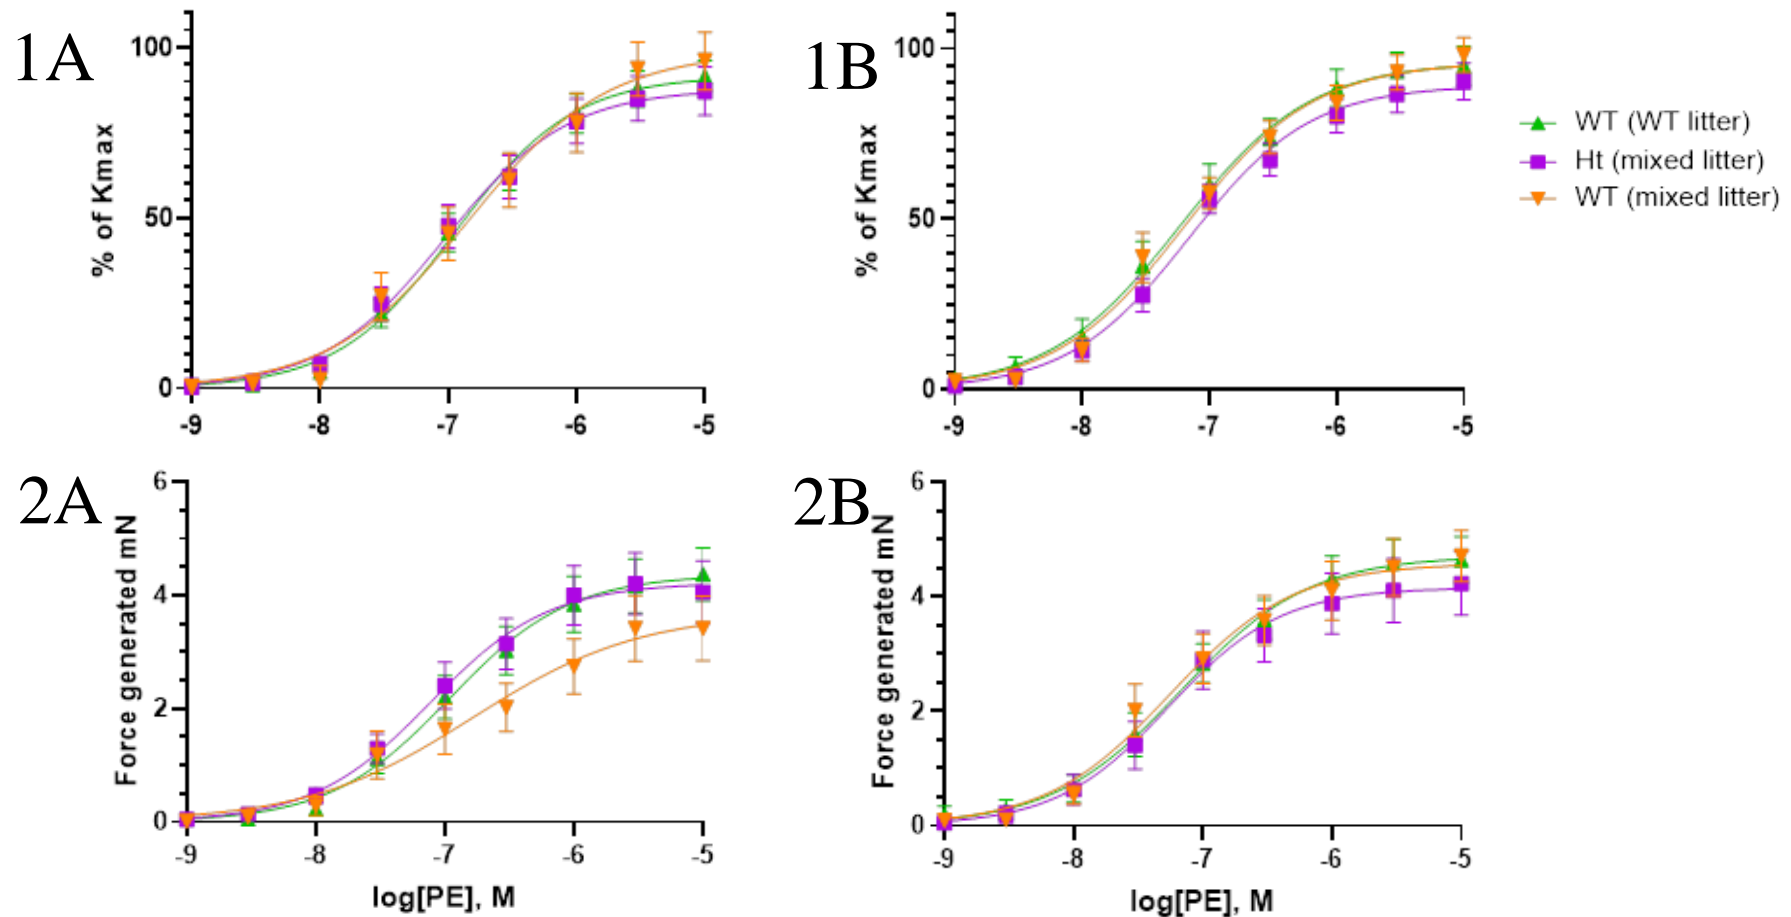 1A
100
50
0
% of Kmax
-9 -8 -7 -6 -5
1B
100
50
0
% of Kmax
-9 -8 -7 -6 -5
WT (WT litter)
Ht (mixed litter)
WT (mixed litter)
2A
6
4
2
0
Force generated mN
-9 -8 -7 -6 -5
log[PE], M
2B
6
4
2
0
Force generated mN
-9 -8 -7 -6 -5
log[PE], M